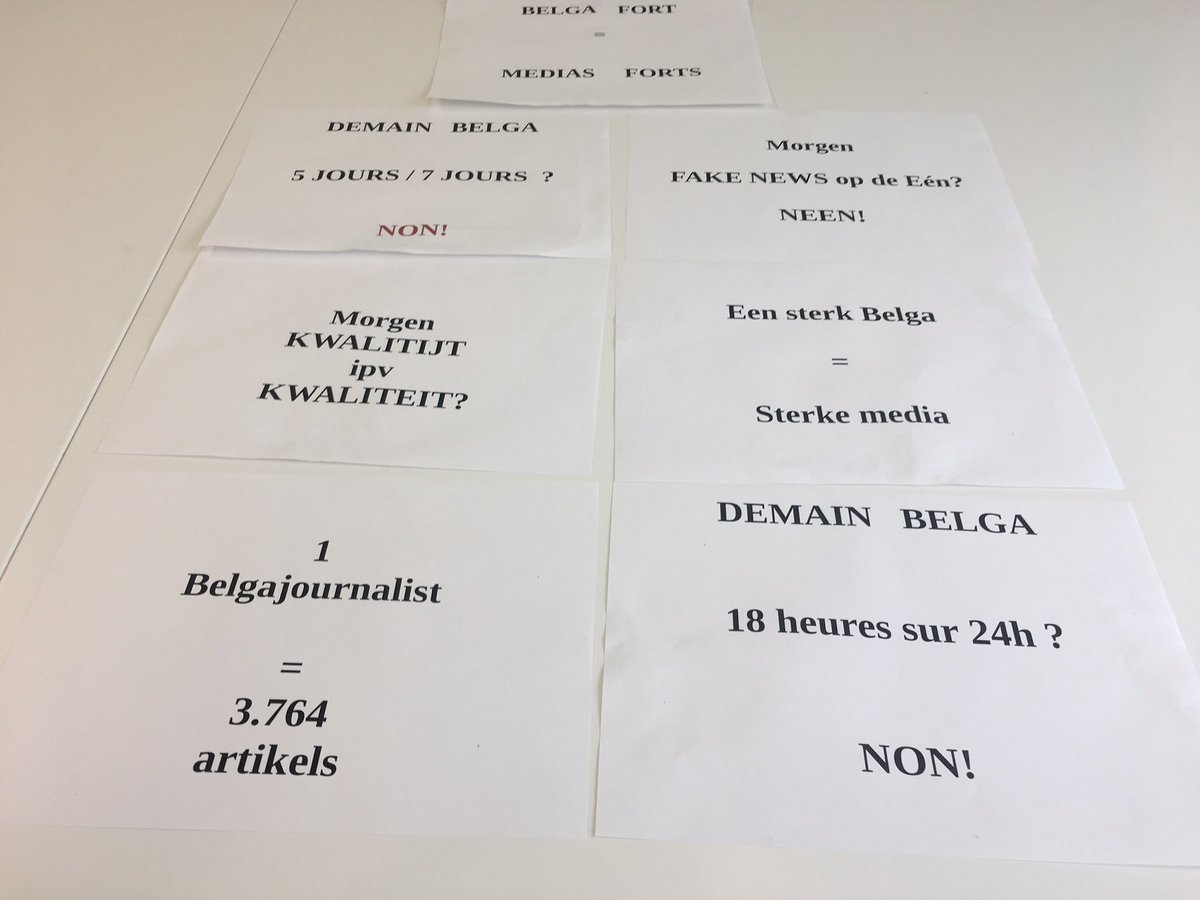 BELGA FORT
=
MEDIAS FORTS
DEMAIN BELGA
5 JOURS / 7 JOURS ?
NON!
Morgen
FAKE NEWS op de Eén?
NEEN!
Morgen
KWALITIJT
ipv
KWALITEIT?
Een sterk Belga
=
Sterke media
1
Belgajournalist
=
3.764
artikels
DEMAIN BELGA
18 heures sur 24h ?
NON!